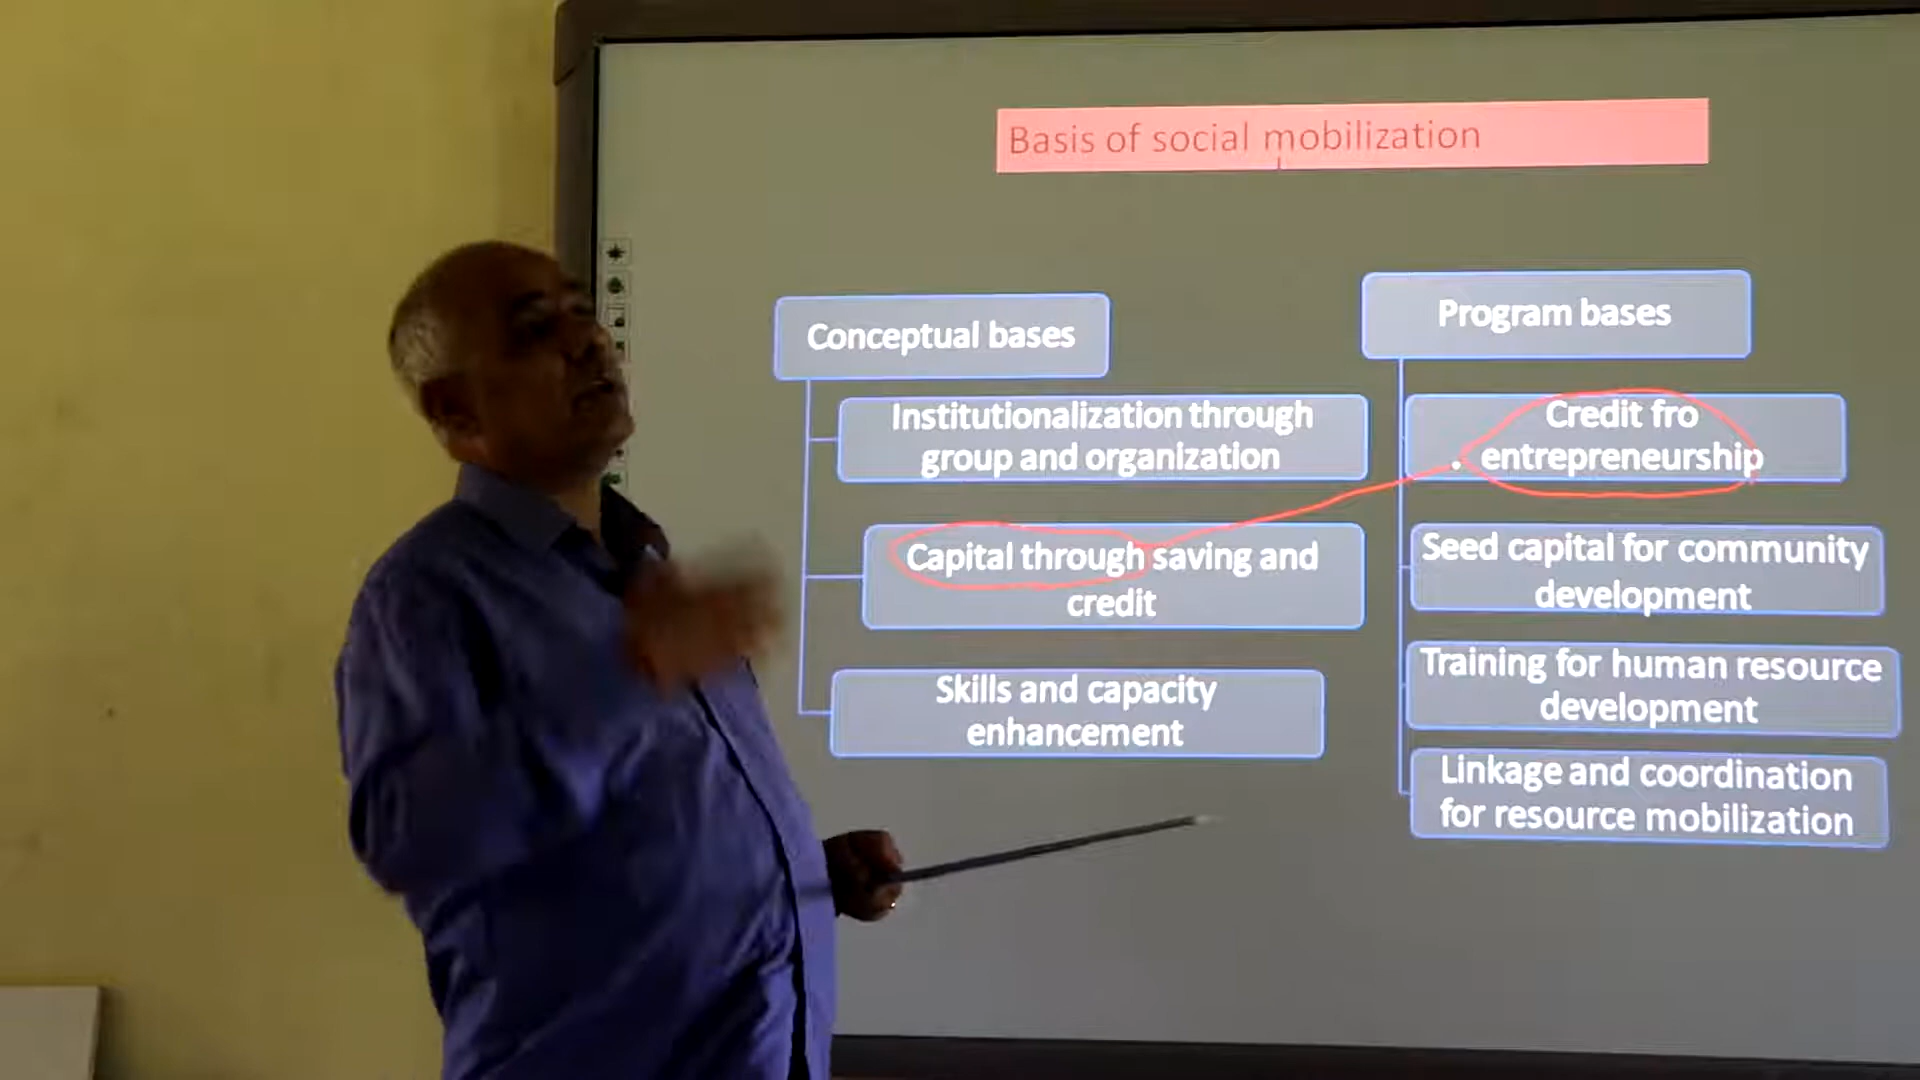 Basis of social mobilization
Conceptual bases
Institutionalization through
group and organization
Capital through saving and
credit
Skills and capacity
enhancement
Program bases
Credit fro
. entrepreneurship
Seed capital for community
development
Training for human resource
development
Linkage and coordination
for resource mobilization